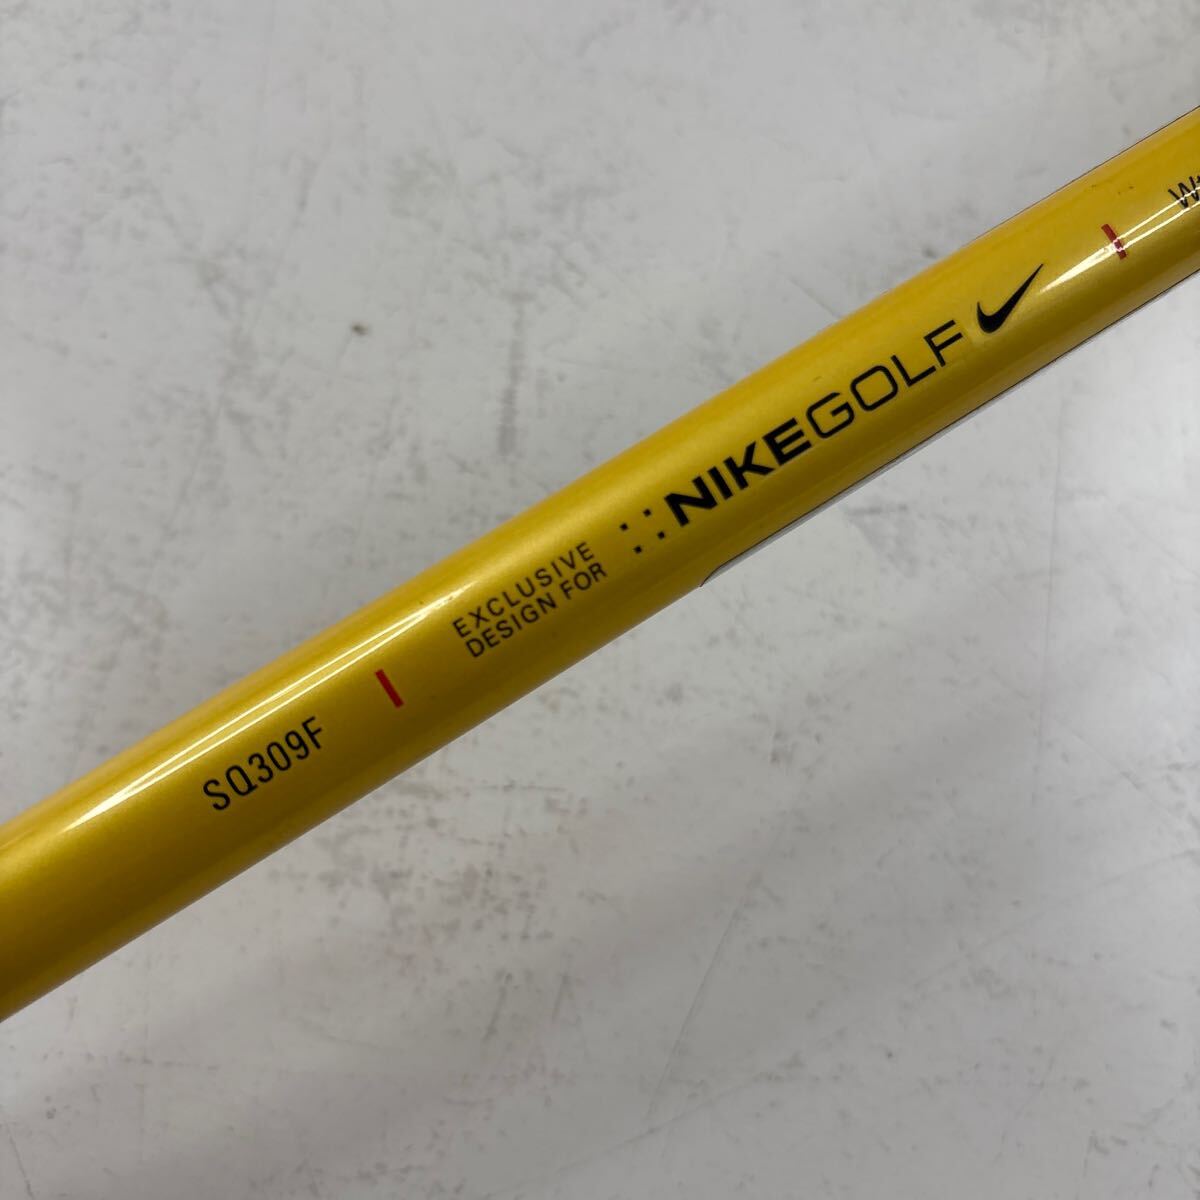 SQ309F
EXCLUSIVE
DESIGN FOR
NIKEGOLF